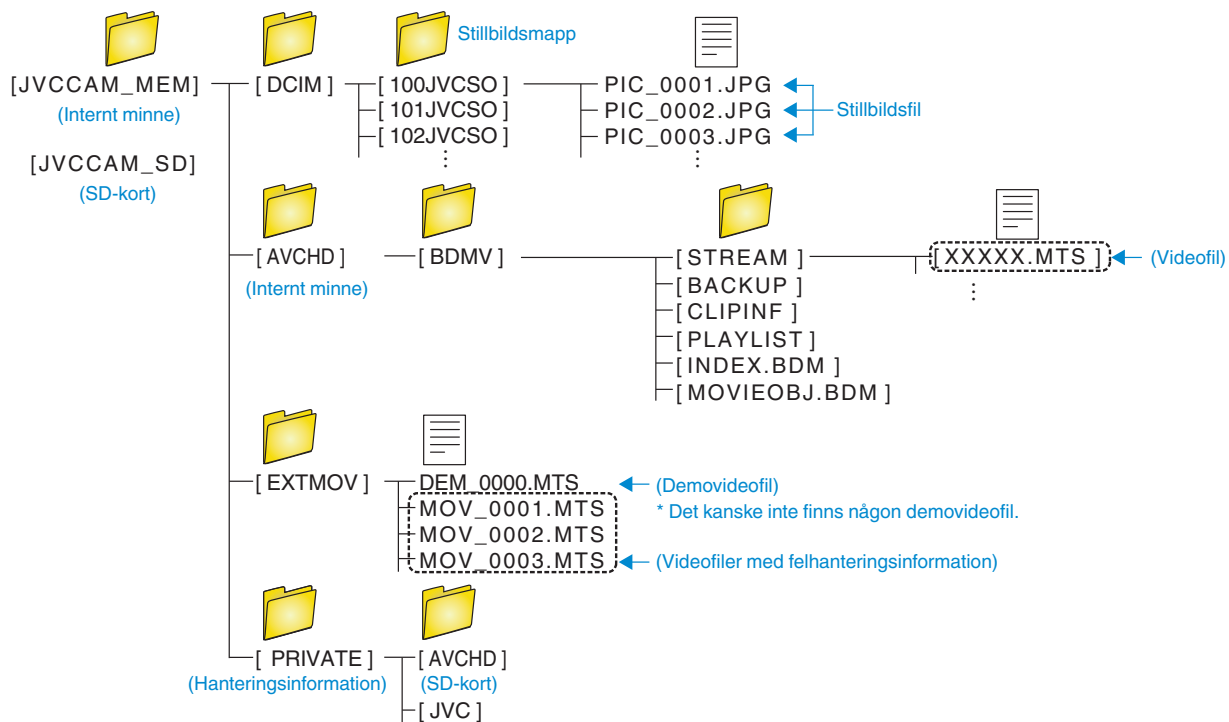 Stillbildsmapp
[JVCCAM_MEM]
(Internt minne)
[JVCCAM_SD]
(SD-kort)
[ DCIM ]
[ 100JVCSO ]
[ 101JVCSO ]
[ 102JVCSO ]
PIC_0001.JPG
PIC_0002.JPG
PIC_0003.JPG
Stillbildsfil
[ AVCHD ]
(Internt minne)
[ BDMV ]
[ STREAM ]
[ BACKUP ]
[ CLIPINF ]
[ PLAYLIST ]
[ INDEX.BDM ]
[ MOVIEOBJ.BDM ]
[ XXXXX.MTS ]
(Videofil)
[ EXTMOV ]
DEM_0000.MTS
(Demovideofil)
* Det kanske inte finns någon demovideofil.
MOV_0001.MTS
MOV_0002.MTS
MOV_0003.MTS
(Videofiler med felhanteringsinformation)
[ PRIVATE ]
(Hanteringsinformation)
[ AVCHD ]
(SD-kort)
[ JVC ]